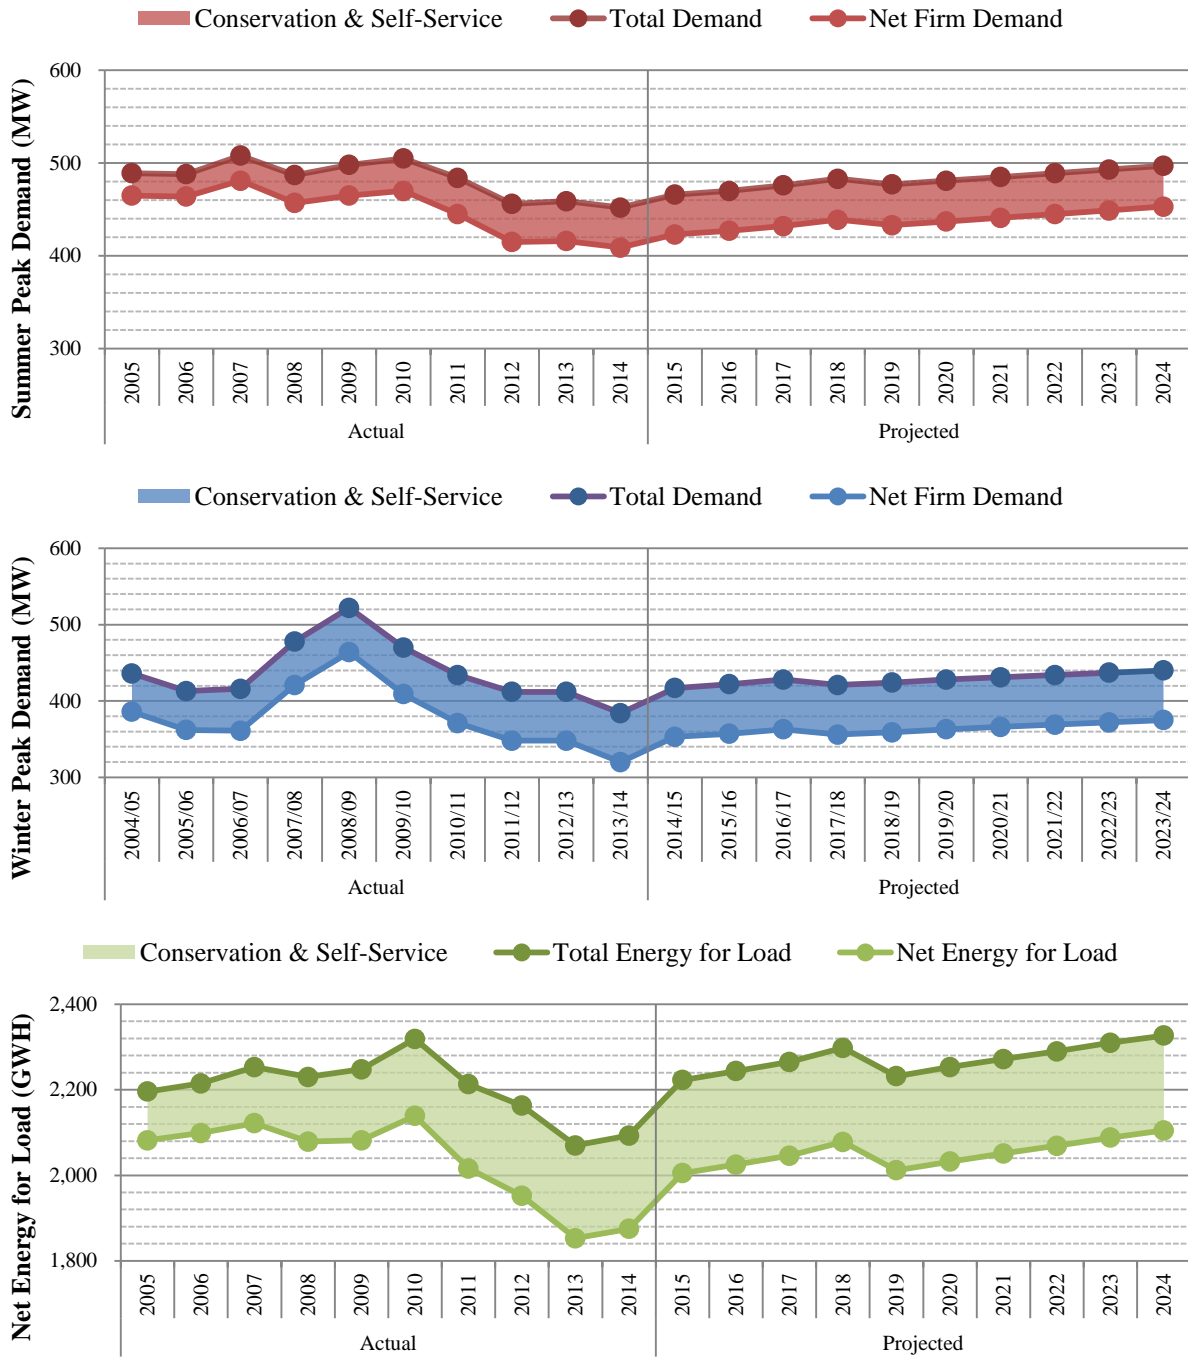 Conservation & Self-Service Total Demand Net Firm Demand
Summer Peak Demand (MW)
600
500
400
300
2005 2006 2007 2008 2009 2010 2011 2012 2013 2014 2015 2016 2017 2018 2019 2020 2021 2022 2023 2024
Actual Projected
Conservation & Self-Service Total Demand Net Firm Demand
Winter Peak Demand (MW)
600
500
400
300
2004/05 2005/06 2006/07 2007/08 2008/09 2009/10 2010/11 2011/12 2012/13 2013/14 2014/15 2015/16 2016/17 2017/18 2018/19 2019/20 2020/21 2021/22 2022/23 2023/24
Actual Projected
Conservation & Self-Service Total Energy for Load Net Energy for Load
Net Energy for Load (GWH)
2,400
2,200
2,000
1,800
2005 2006 2007 2008 2009 2010 2011 2012 2013 2014 2015 2016 2017 2018 2019 2020 2021 2022 2023 2024
Actual Projected